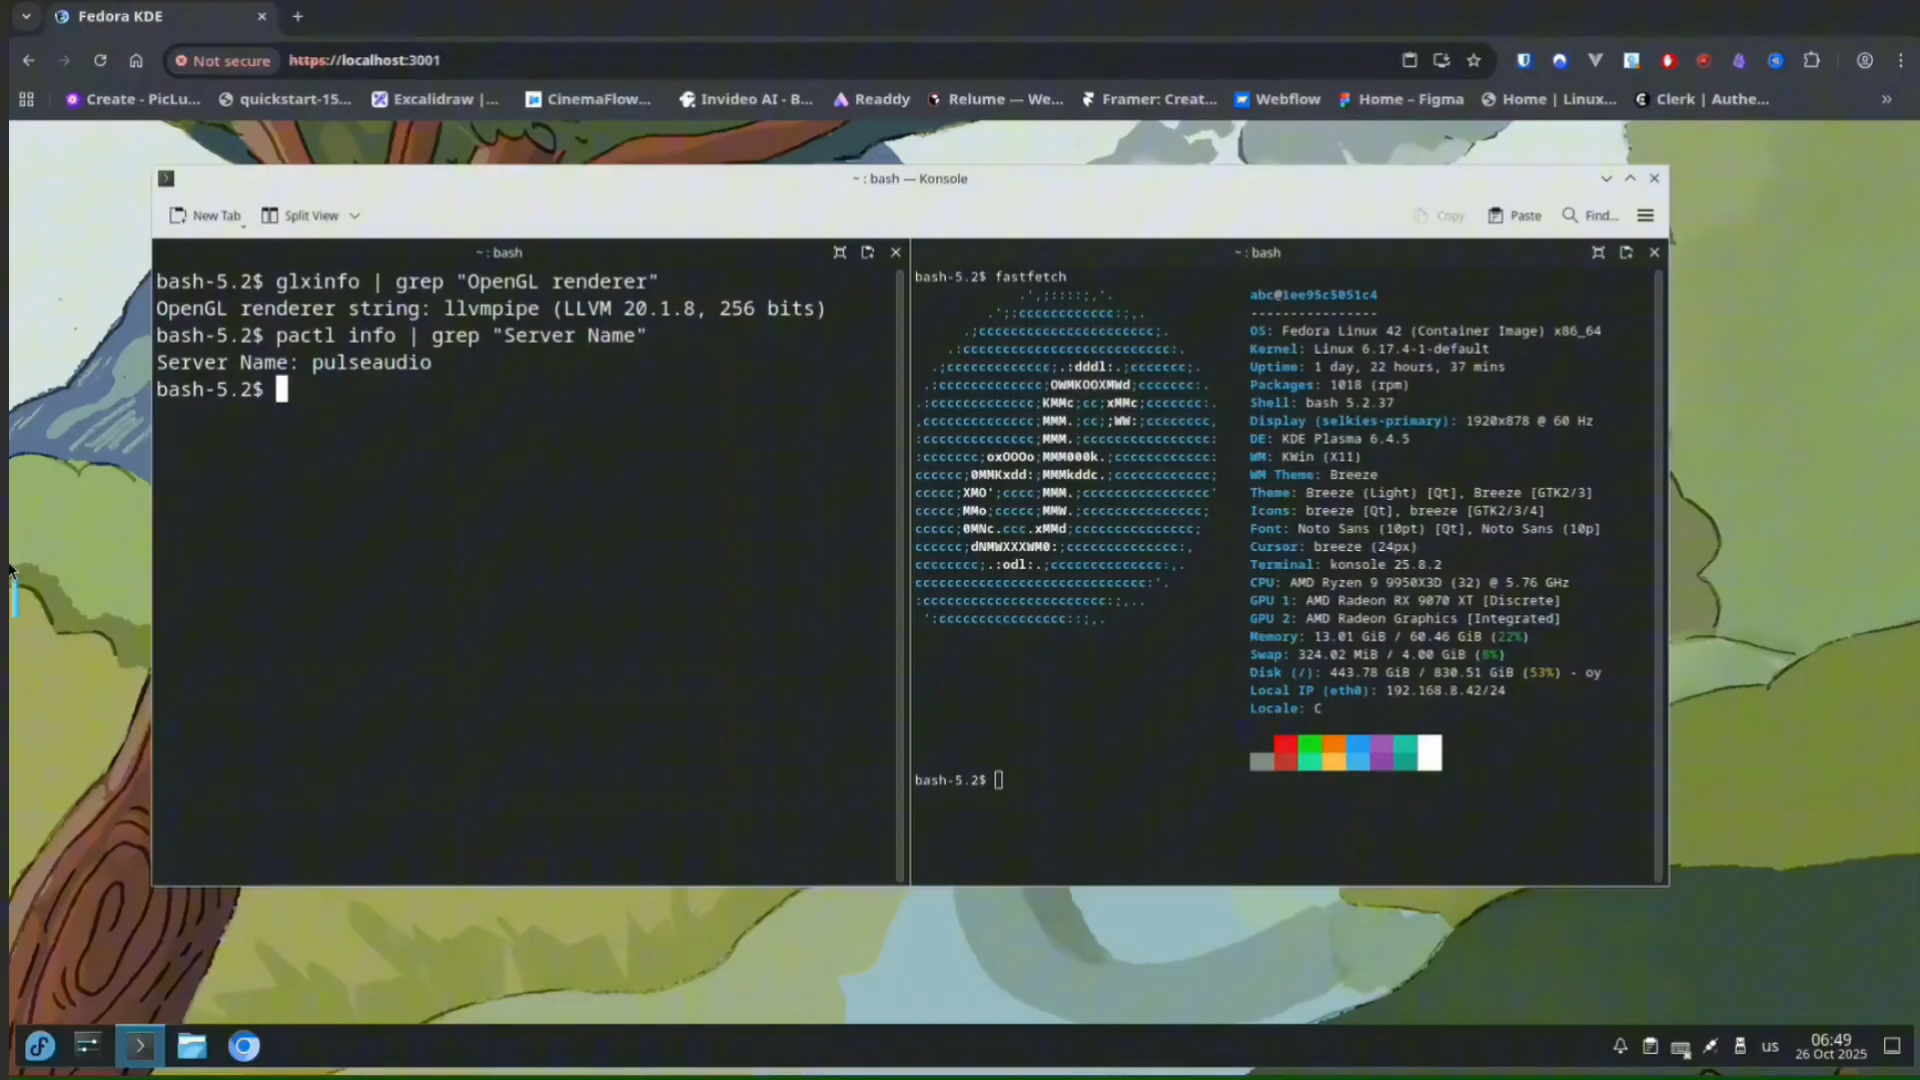 Fedora KDE
Not secure https://localhost:3001
Create - PicLu... quickstart-15... Excalidraw |... CinemaFlow... Invideo AI - B... Readdy Relume — We... Framer: Creat... Webflow Home – Figma Home | Linux... Clerk | Authe...
~ : bash — Konsole
New Tab Split View Copy Paste Find...
~ : bash
bash-5.2$ glxinfo | grep "OpenGL renderer"
OpenGL renderer string: llvmpipe (LLVM 20.1.8, 256 bits)
bash-5.2$ pactl info | grep "Server Name"
Server Name: pulseaudio
bash-5.2$
~ : bash
bash-5.2$ fastfetch
abc@1ee95c5051c4
----------------
OS: Fedora Linux 42 (Container Image) x86_64
Kernel: Linux 6.17.4-1-default
Uptime: 1 day, 22 hours, 37 mins
Packages: 1018 (rpm)
Shell: bash 5.2.37
Display (selkies-primary): 1920x878 @ 60 Hz
DE: KDE Plasma 6.4.5
WM: KWin (X11)
WM Theme: Breeze
Theme: Breeze (Light) [Qt], Breeze [GTK2/3]
Icons: breeze [Qt], breeze [GTK2/3/4]
Font: Noto Sans (10pt) [Qt], Noto Sans (10p]
Cursor: breeze (24px)
Terminal: konsole 25.8.2
CPU: AMD Ryzen 9 9950X3D (32) @ 5.76 GHz
GPU 1: AMD Radeon RX 9070 XT [Discrete]
GPU 2: AMD Radeon Graphics [Integrated]
Memory: 13.01 GiB / 60.46 GiB (22%)
Swap: 324.02 MiB / 4.00 GiB (8%)
Disk (/): 443.78 GiB / 830.51 GiB (53%) - oy
Local IP (eth0): 192.168.8.42/24
Locale: C
bash-5.2$
us
06:49
26 Oct 2025